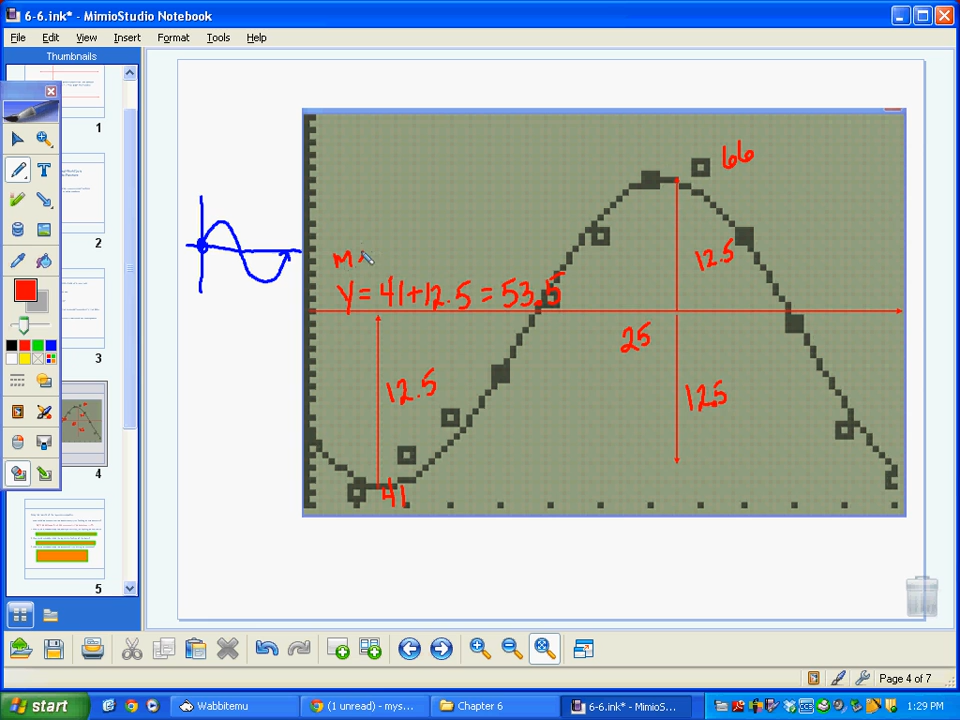 6-6.ink* - MimioStudio Notebook
File Edit View Insert Format Tools Help
Thumbnails
1
2
3
4
5
66
12.5
M
Y = 41+12.5 = 53.5
25
12.5
12.5
41
Page 4 of 7
start
Wabbitemu
(1 unread) - mys...
Chapter 6
6-6.ink* - MimioS...
1:29 PM